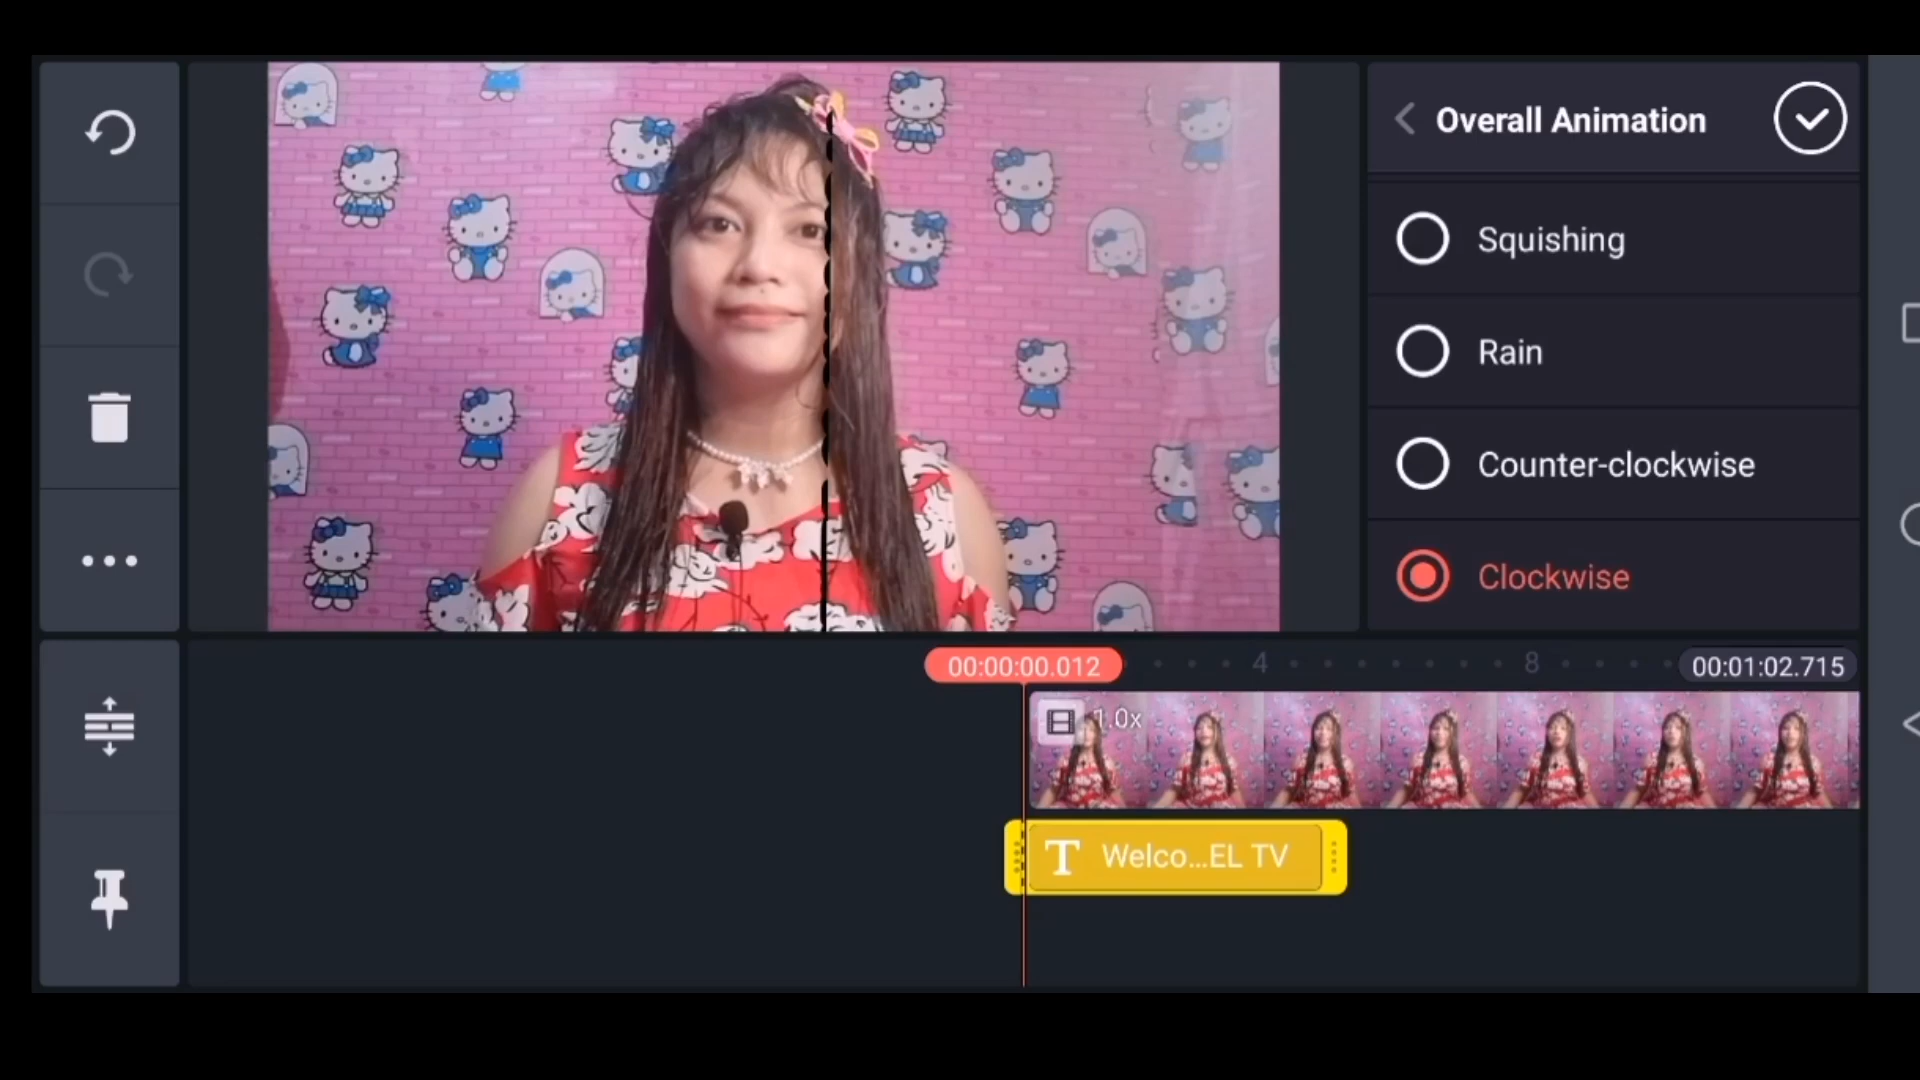 Overall Animation
Squishing
Rain
Counter-clockwise
Clockwise
00:00:00.012
4
8
00:01:02.715
1.0x
T Welco...EL TV